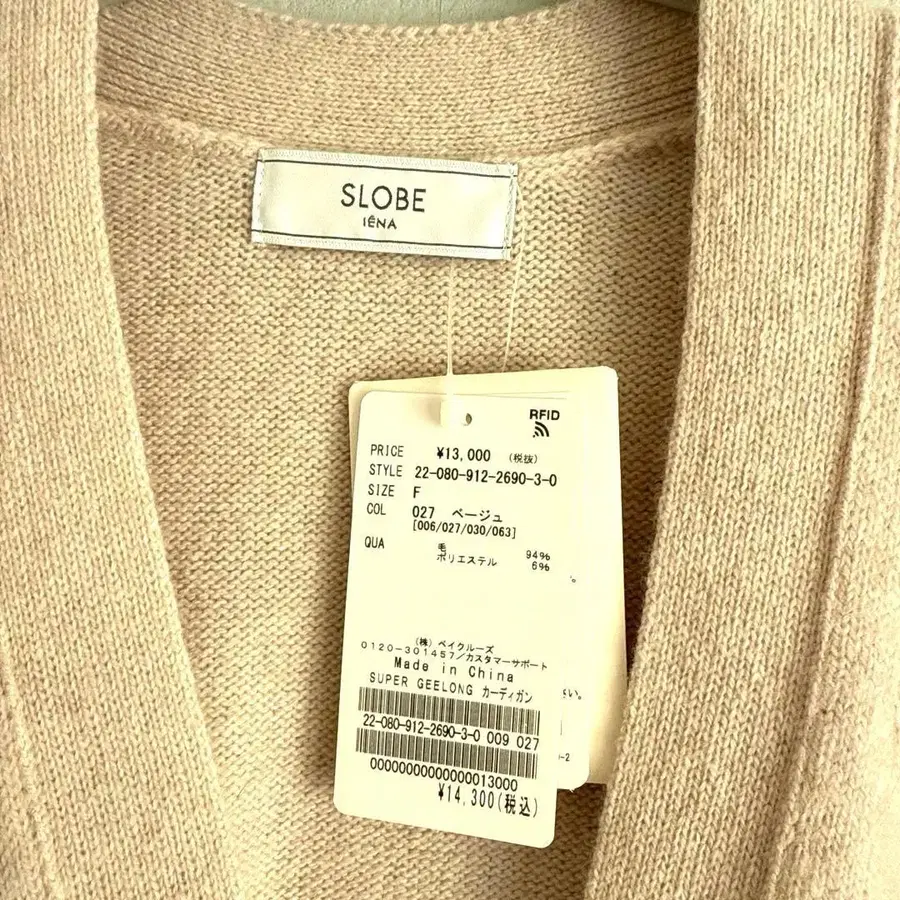 SLOBE
IÊNA
RFID
PRICE ¥13,000 (税抜)
STYLE 22-080-912-2690-3-0
SIZE F
COL 027 ベージュ
[006/027/030/063]
QUA 毛 94%
ポリエステル 6%
(株)ベイクルーズ
0120-301457/カスタマーサポート
Made in China
SUPER GEELONG カーディガン
22-080-912-2690-3-0 009 027
00000000000000013000
¥14,300(税込)